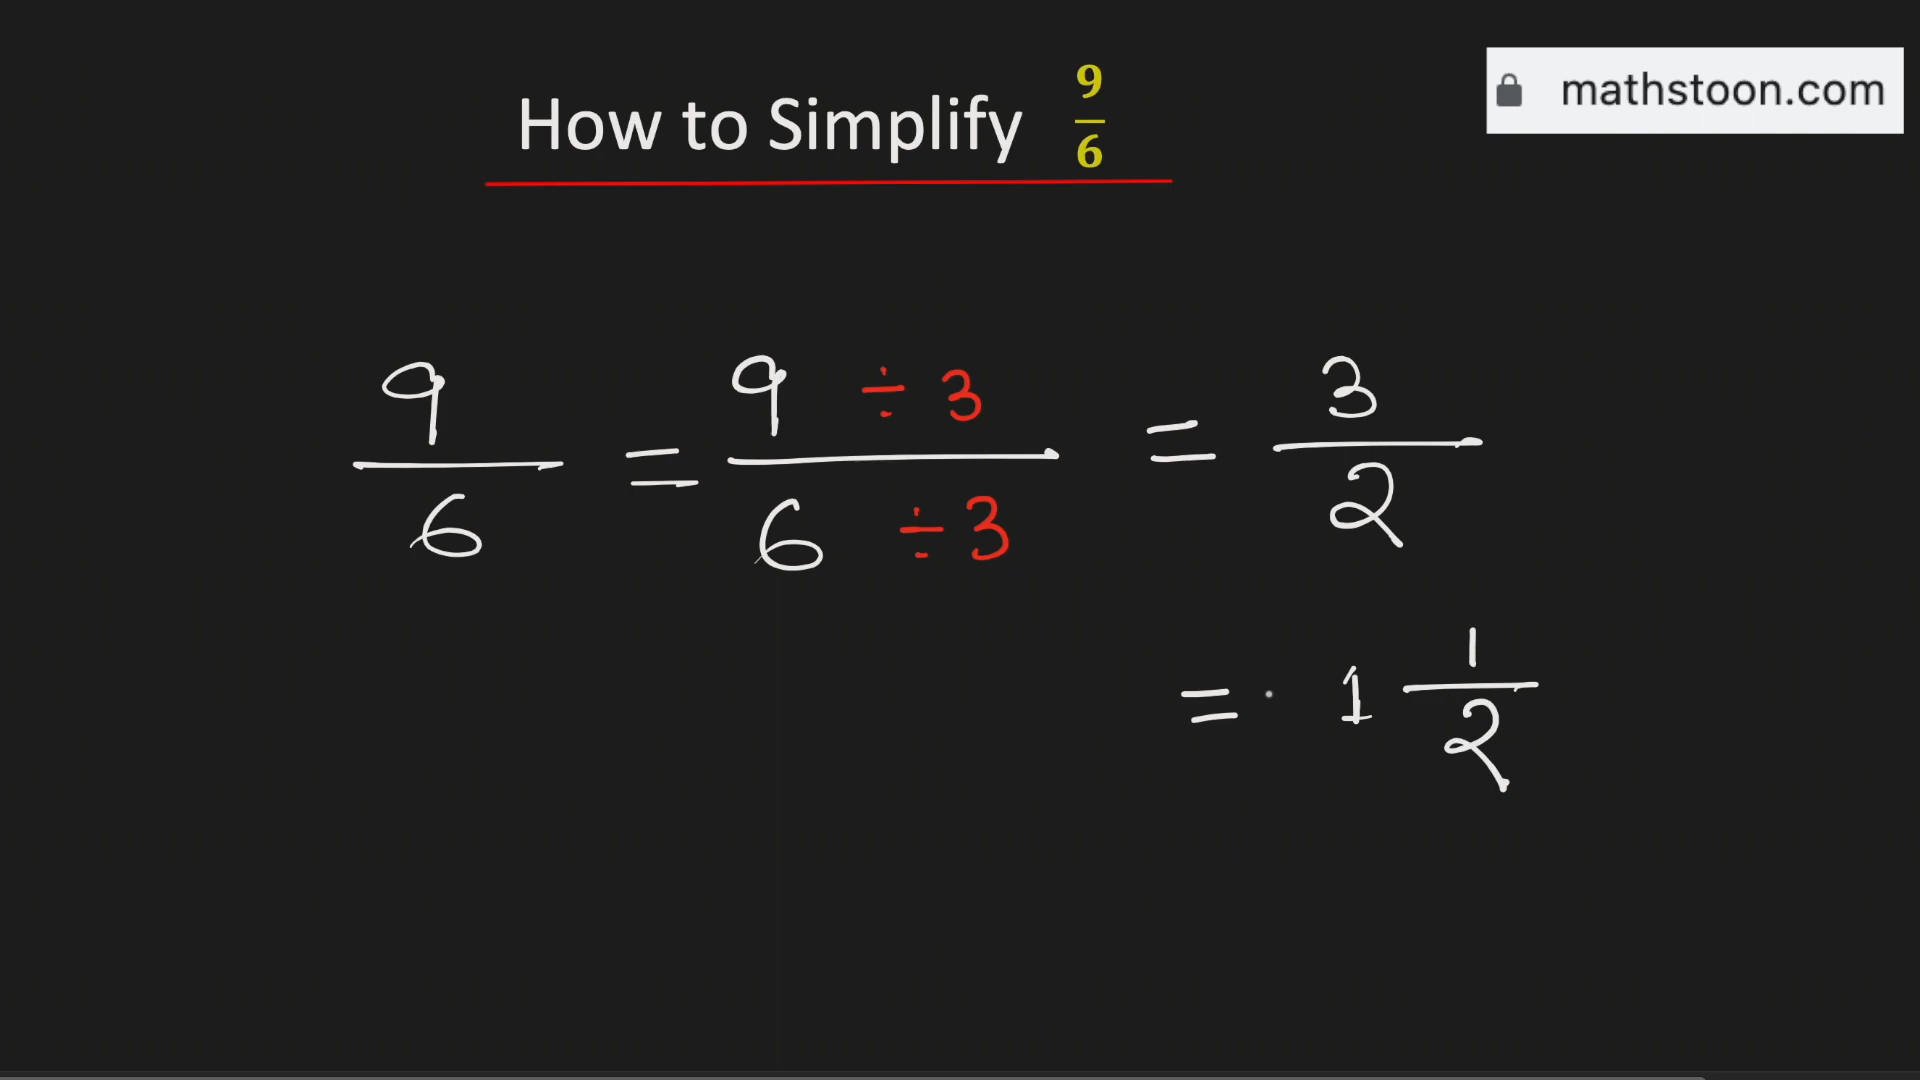 How to Simplify 9/6
mathstoon.com
9/6 = 9 ÷ 3 / 6 ÷ 3 = 3/2
= 1 1/2